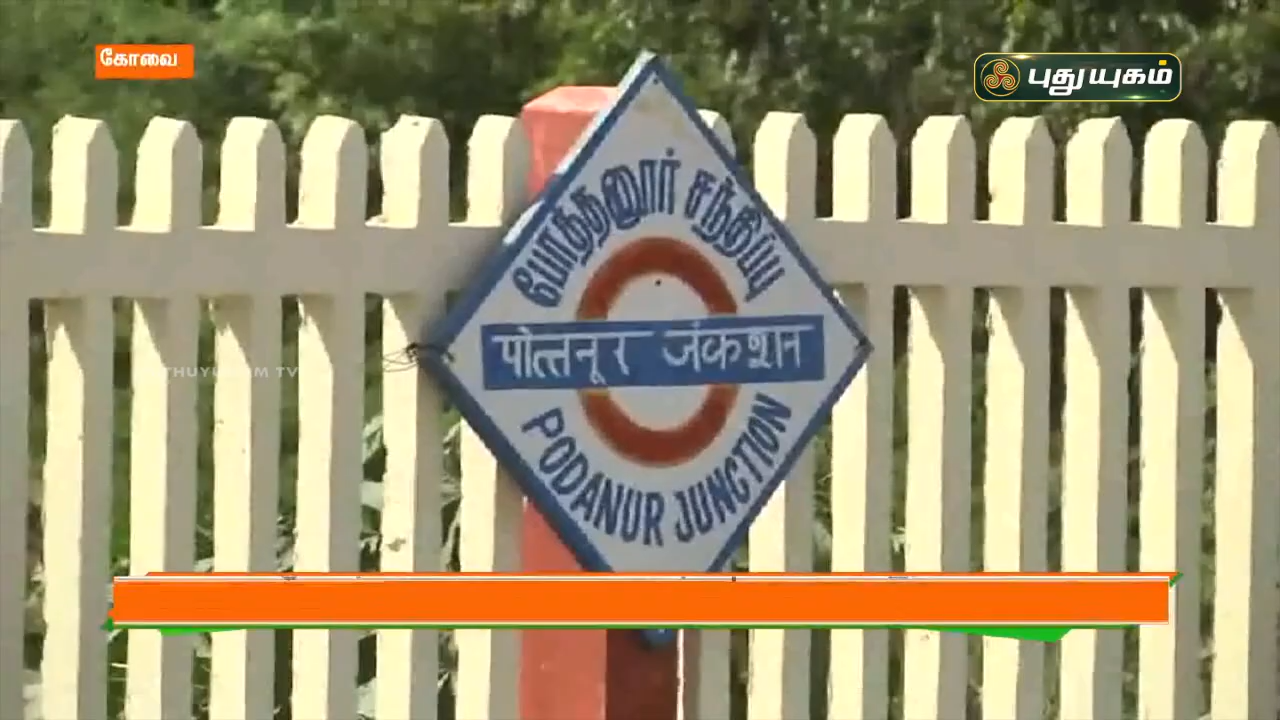 கோவை
புதுயுகம்
போத்தனூர் சந்திப்பு
पोत्तनूर जंकशन
PODANUR JUNCTION